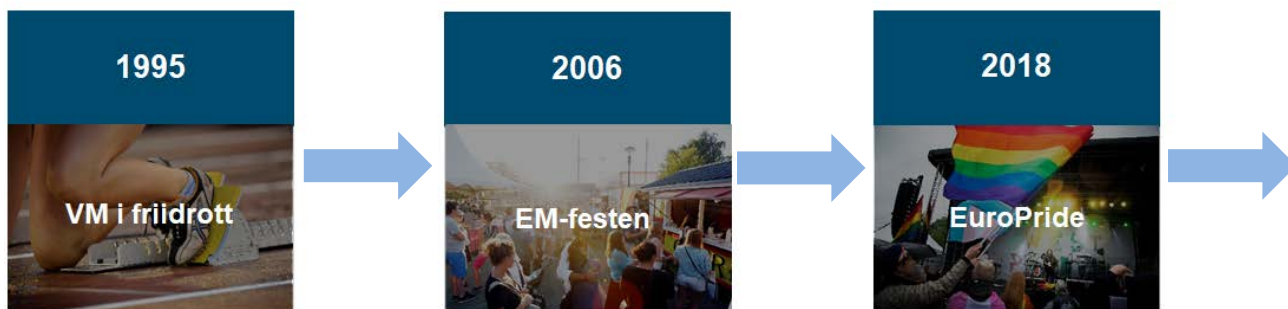 1995
VM i friidrott
2006
EM-festen
2018
EuroPride